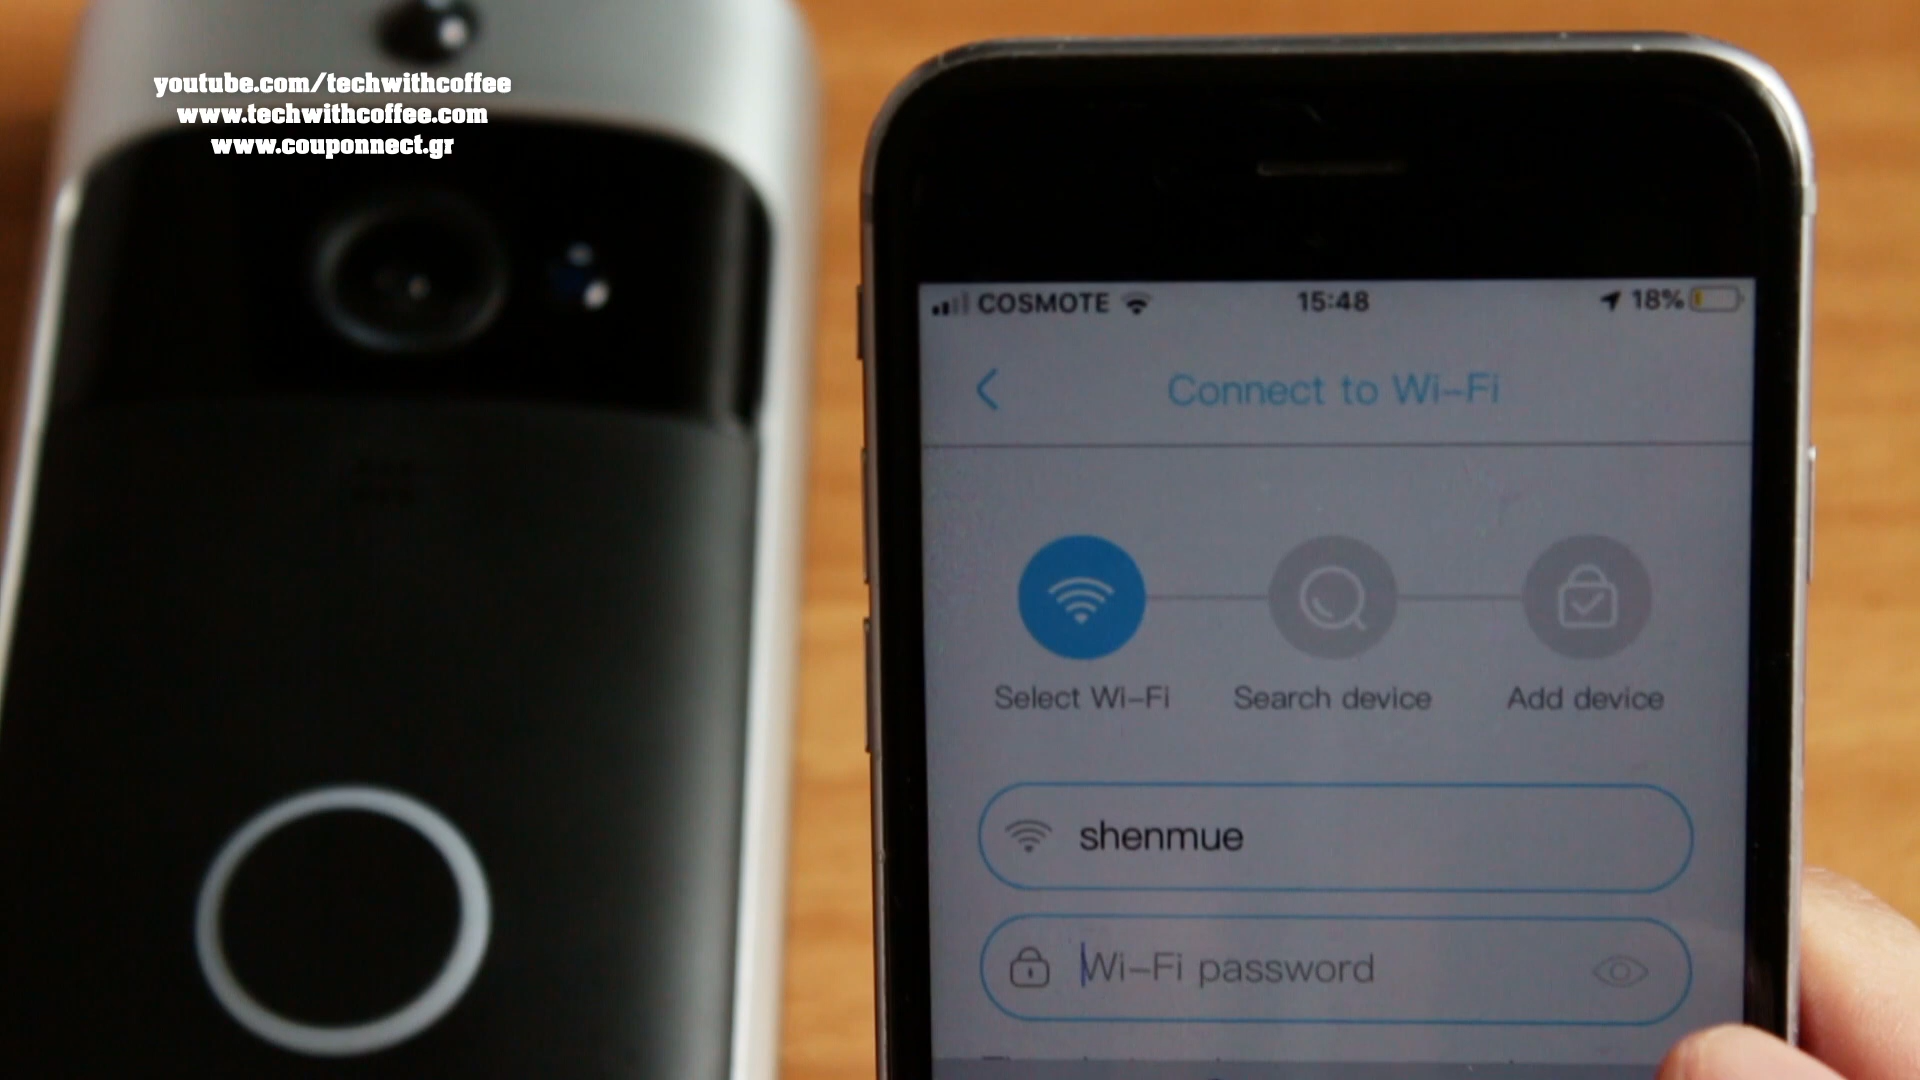 youtube.com/techwithcoffee
www.techwithcoffee.com
www.couponnect.gr
COSMOTE 15:48 18%
Connect to Wi-Fi
Select Wi-Fi Search device Add device
shenmue
Wi-Fi password